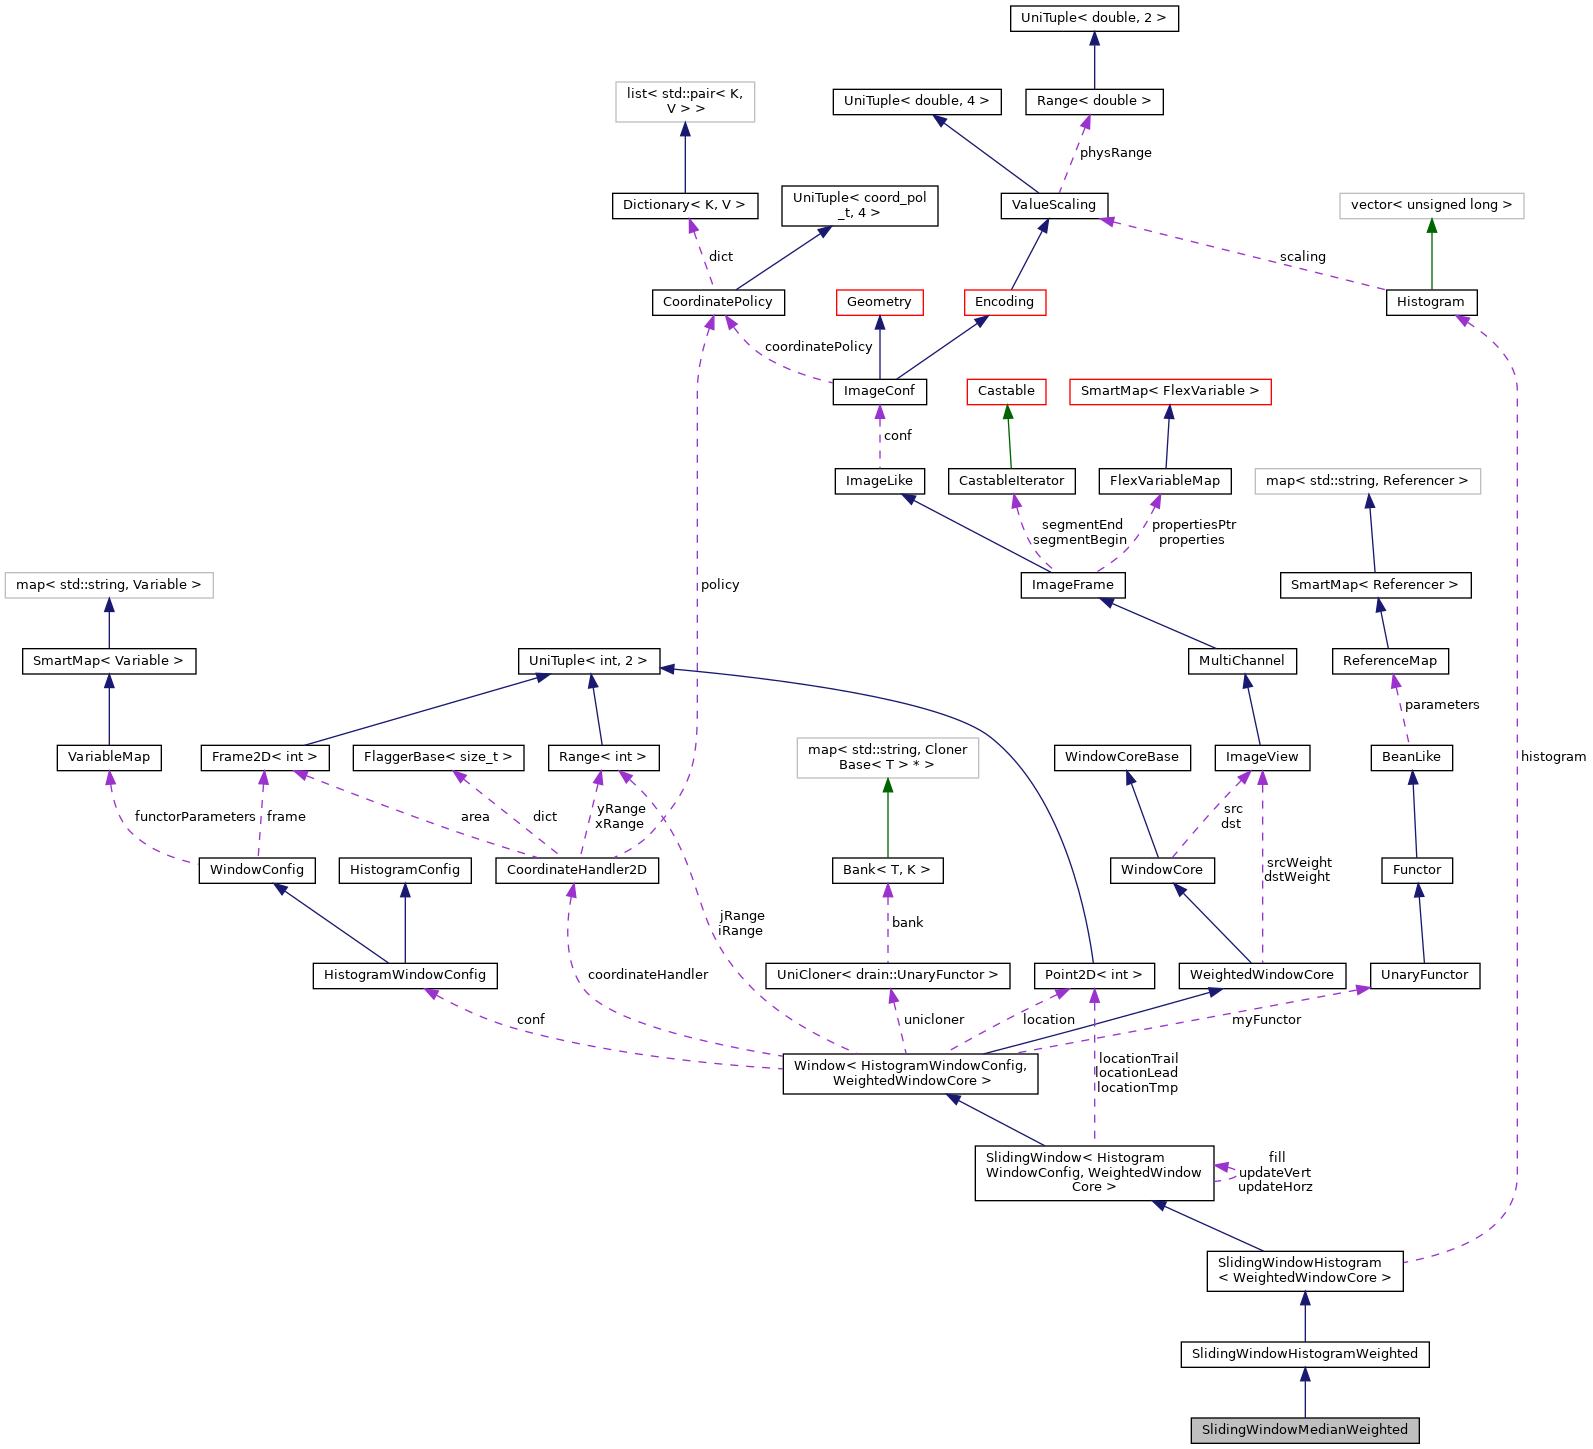 UniTuple< double, 2 >
list< std::pair< K,
V > >
UniTuple< double, 4 >
Range< double >
physRange
Dictionary< K, V >
UniTuple< coord_pol
_t, 4 >
ValueScaling
vector< unsigned long >
dict
scaling
CoordinatePolicy
Geometry
Encoding
Histogram
coordinatePolicy
ImageConf
Castable
SmartMap< FlexVariable >
conf
ImageLike
CastableIterator
FlexVariableMap
map< std::string, Referencer >
segmentEnd
segmentBegin
propertiesPtr
properties
map< std::string, Variable >
policy
ImageFrame
SmartMap< Referencer >
SmartMap< Variable >
UniTuple< int, 2 >
MultiChannel
ReferenceMap
parameters
VariableMap
Frame2D< int >
FlaggerBase< size_t >
Range< int >
map< std::string, Cloner
Base< T > * >
WindowCoreBase
ImageView
BeanLike
histogram
functorParameters
frame
area
dict
yRange
xRange
src
dst
WindowConfig
HistogramConfig
CoordinateHandler2D
Bank< T, K >
WindowCore
srcWeight
dstWeight
Functor
jRange
iRange
bank
HistogramWindowConfig
coordinateHandler
UniCloner< drain::UnaryFunctor >
Point2D< int >
WeightedWindowCore
UnaryFunctor
conf
unicloner
location
myFunctor
Window< HistogramWindowConfig,
WeightedWindowCore >
locationTrail
locationLead
locationTmp
SlidingWindow< Histogram
WindowConfig, WeightedWindow
Core >
fill
updateVert
updateHorz
SlidingWindowHistogram
< WeightedWindowCore >
SlidingWindowHistogramWeighted
SlidingWindowMedianWeighted